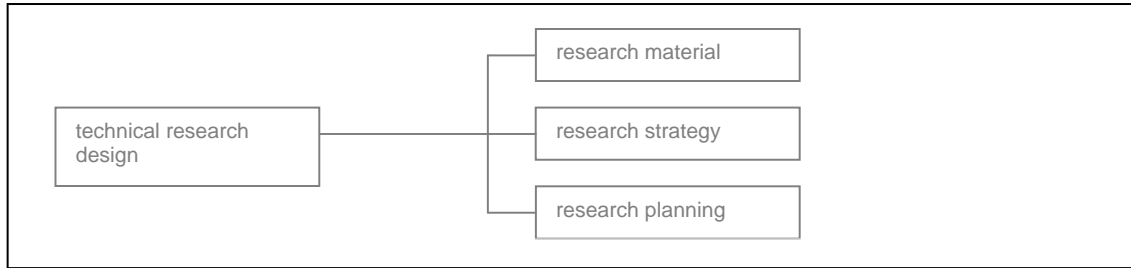 research material
technical research
design
research strategy
research planning